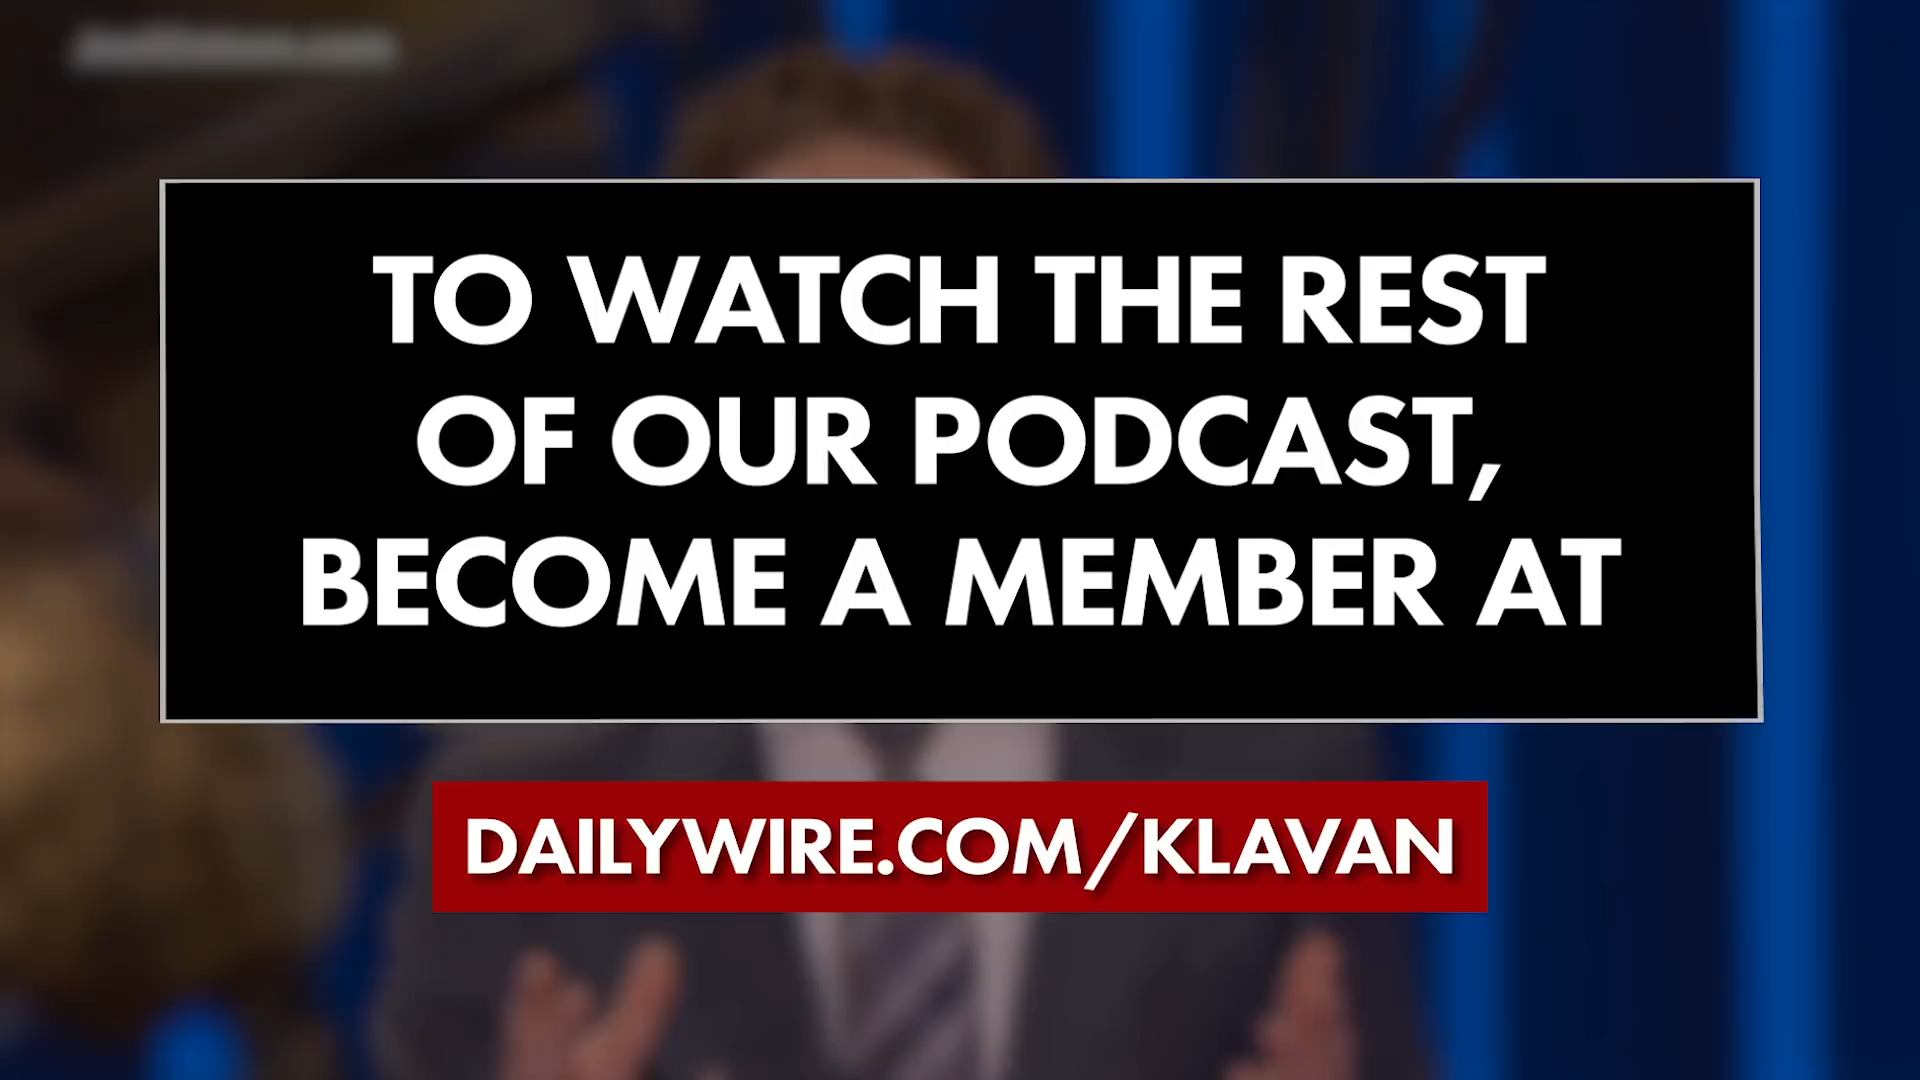 TO WATCH THE REST
OF OUR PODCAST,
BECOME A MEMBER AT
DAILYWIRE.COM/KLAVAN